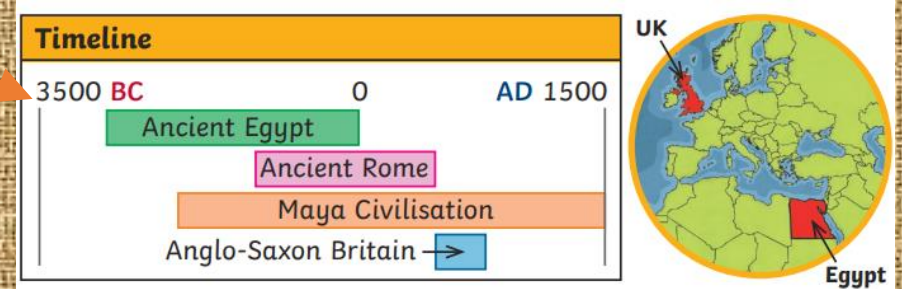 Timeline
3500 BC 0 AD 1500
Ancient Egypt
Ancient Rome
Maya Civilisation
Anglo-Saxon Britain
UK
Egypt